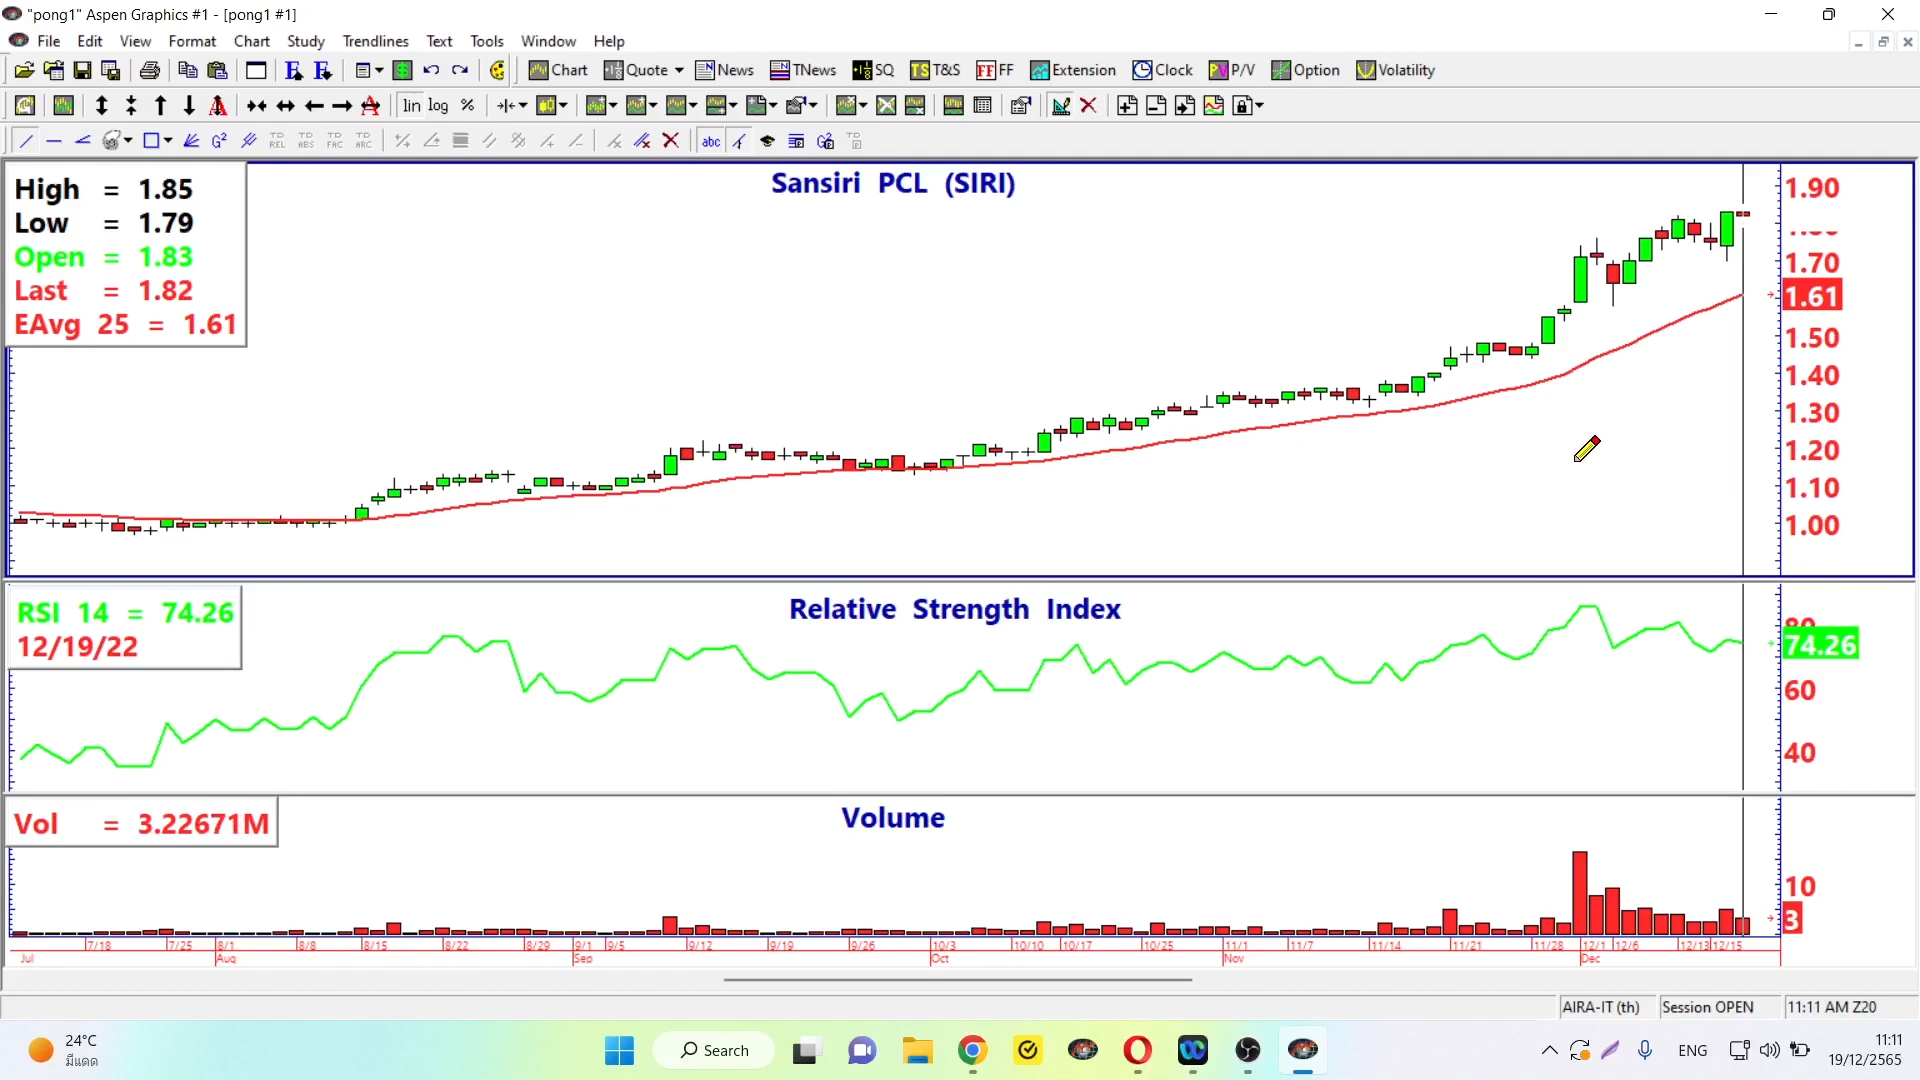 "pong1" Aspen Graphics #1 - [pong1 #1]
File Edit View Format Chart Study Trendlines Text Tools Window Help
Chart Quote News TNews SQ T&S FF Extension Clock P/V Option Volatility
lin log %
abc
Sansiri PCL (SIRI)
High = 1.85
Low = 1.79
Open = 1.83
Last = 1.82
EAvg 25 = 1.61
1.90
1.70
1.61
1.50
1.40
1.30
1.20
1.10
1.00
Relative Strength Index
RSI 14 = 74.26
12/19/22
80
74.26
60
40
Volume
Vol = 3.22671M
10
3
7/18 7/25 8/1 8/8 8/15 8/22 8/29 9/1 9/5 9/12 9/19 9/26 10/3 10/10 10/17 10/25 11/1 11/7 11/14 11/21 11/28 12/1 12/6 12/13 12/15
Jul Aug Sep Oct Nov Dec
AIRA-IT (th) Session OPEN 11:11 AM Z20
24°C
มีแดด
Search
ENG
11:11
19/12/2565